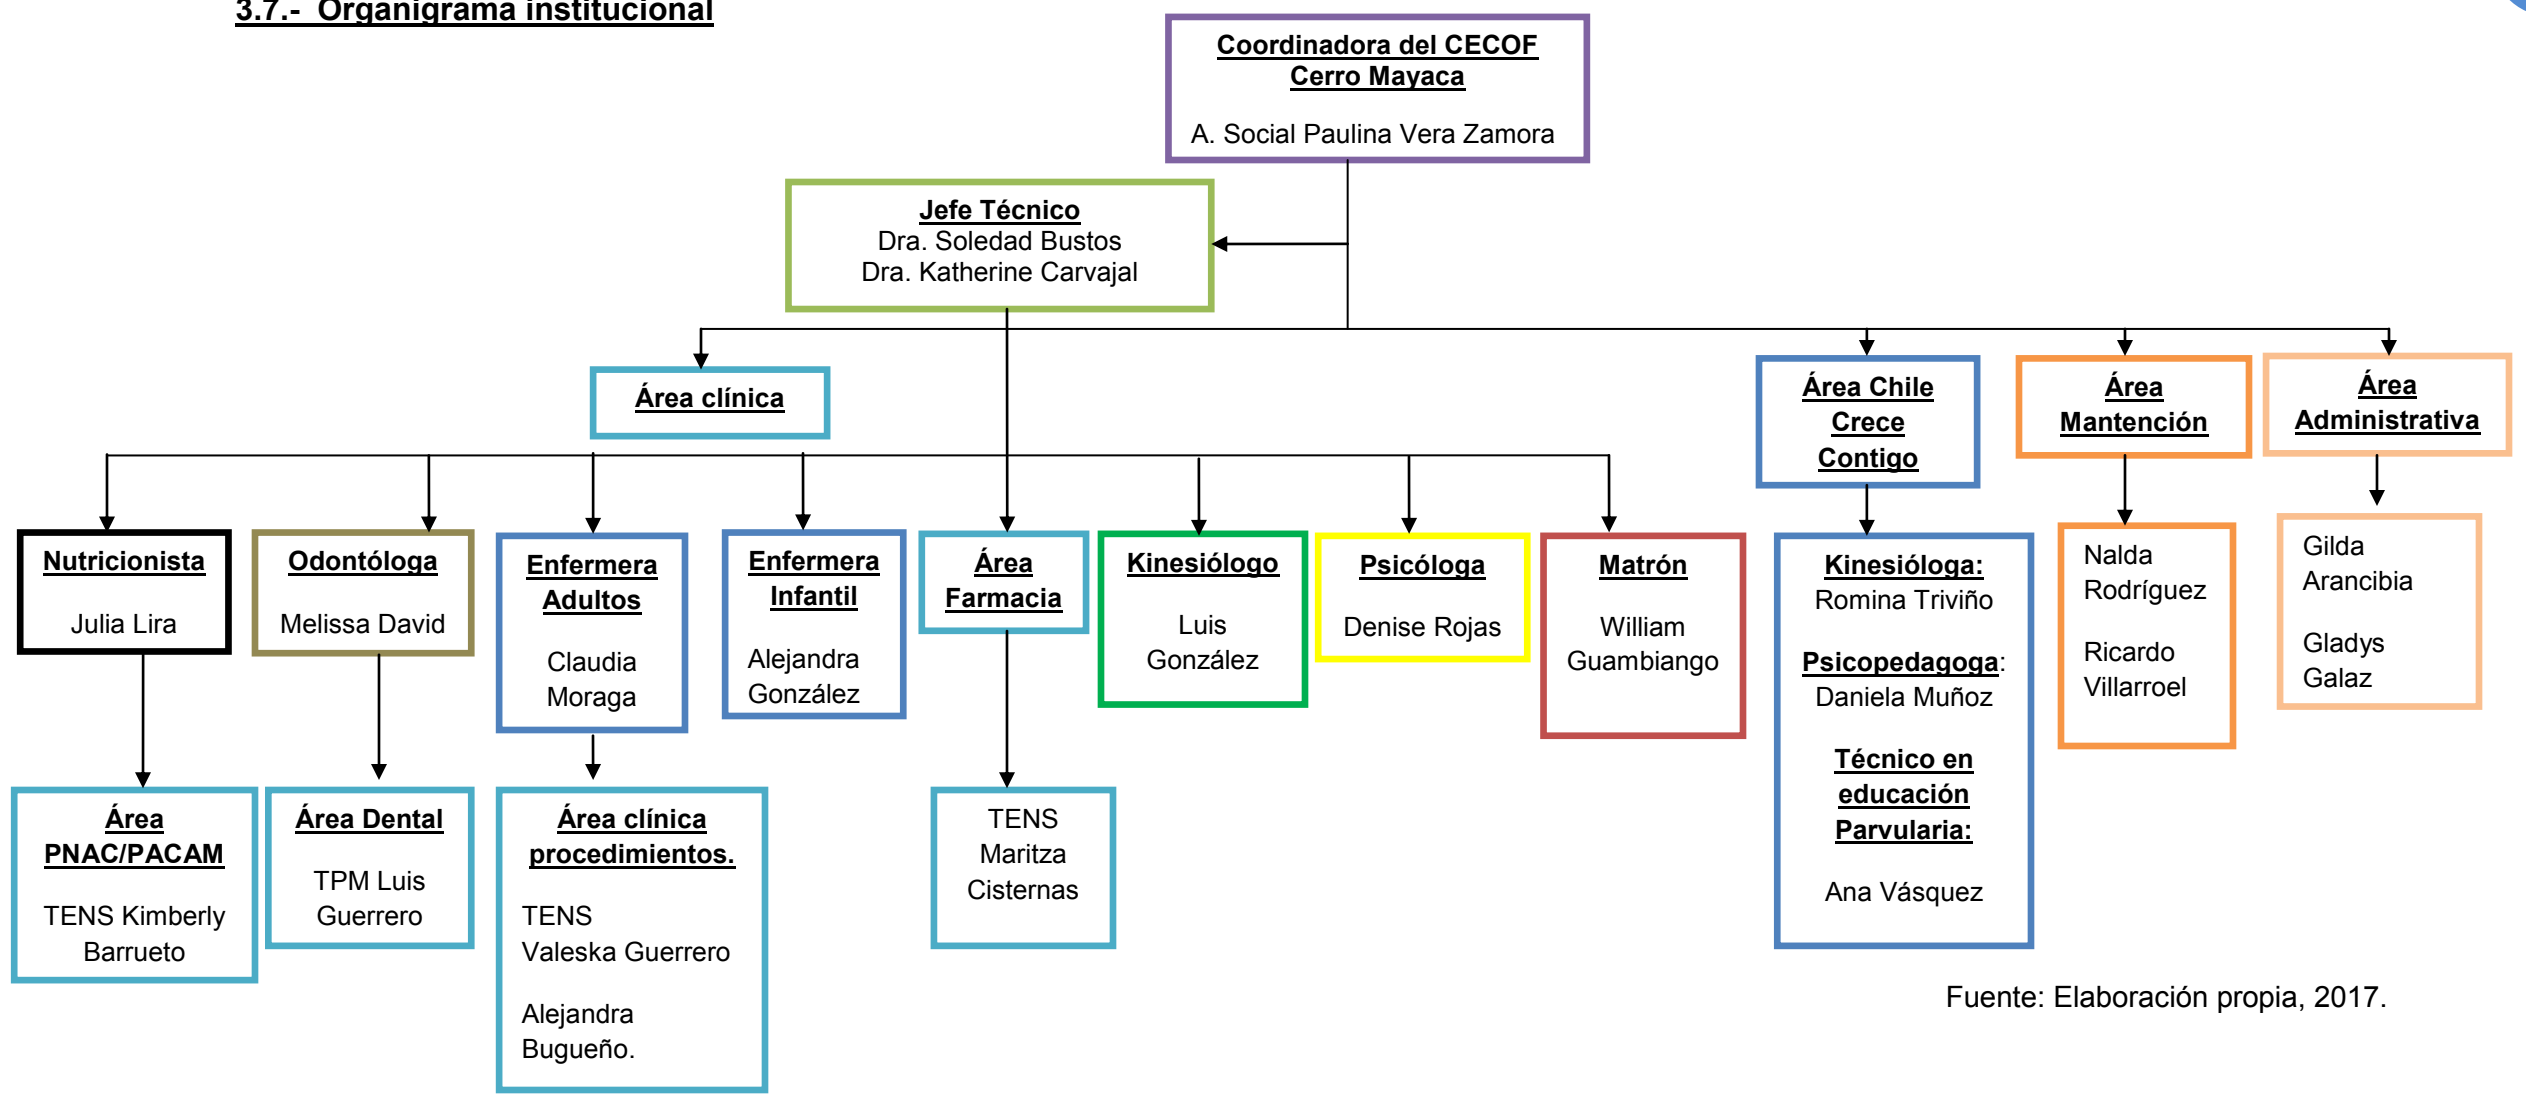 3.7.- Organigrama institucional
Coordinadora del CECOF
Cerro Mayaca
A. Social Paulina Vera Zamora
Jefe Técnico
Dra. Soledad Bustos
Dra. Katherine Carvajal
Área clínica
Área Chile
Crece
Contigo
Área
Mantención
Área
Administrativa
Nutricionista
Julia Lira
Odontóloga
Melissa David
Enfermera
Adultos
Claudia
Moraga
Enfermera
Infantil
Alejandra
González
Área
Farmacia
Kinesiólogo
Luis
González
Psicóloga
Denise Rojas
Matrón
William
Guambiango
Kinesióloga:
Romina Triviño
Psicopedagoga:
Daniela Muñoz
Técnico en
educación
Parvularia:
Ana Vásquez
Nalda
Rodríguez
Ricardo
Villarroel
Gilda
Arancibia
Gladys
Galaz
Área
PNAC/PACAM
TENS Kimberly
Barrueto
Área Dental
TPM Luis
Guerrero
Área clínica
procedimientos.
TENS
Valeska Guerrero
Alejandra
Bugueño.
TENS
Maritza
Cisternas
Fuente: Elaboración propia, 2017.